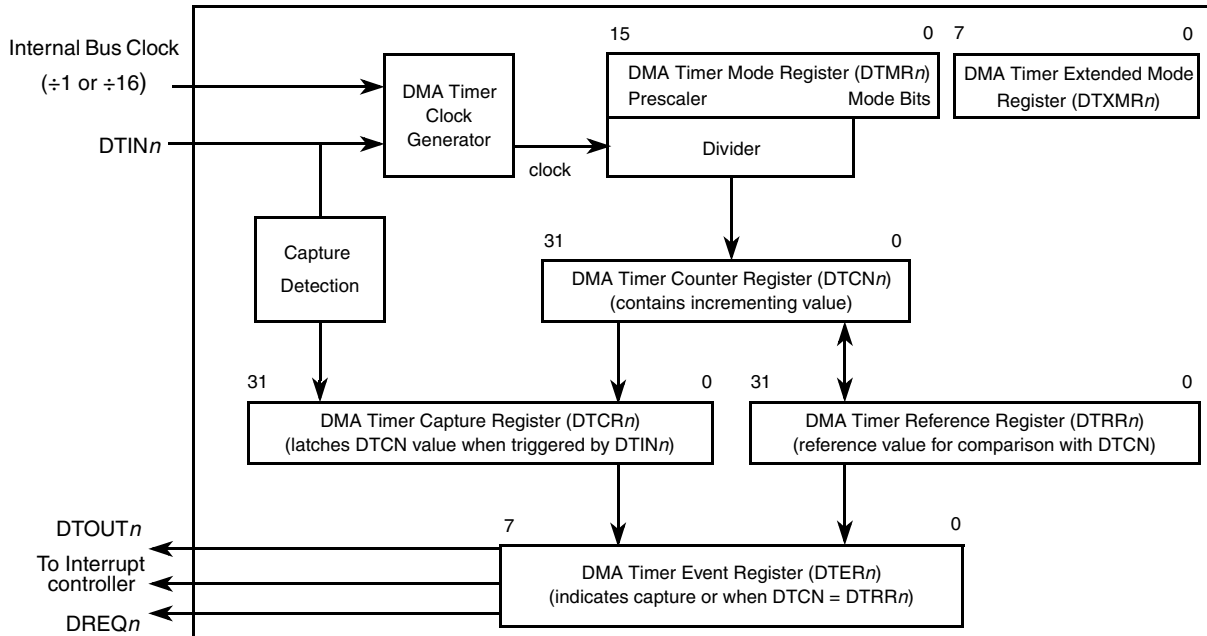 Internal Bus Clock
(÷1 or ÷16)
DTINn
DMA Timer
Clock
Generator
clock
15 0
DMA Timer Mode Register (DTMRn)
Prescaler Mode Bits
Divider
7 0
DMA Timer Extended Mode
Register (DTXMRn)
Capture
Detection
31 0
DMA Timer Counter Register (DTCNn)
(contains incrementing value)
31 0
DMA Timer Capture Register (DTCRn)
(latches DTCN value when triggered by DTINn)
31 0
DMA Timer Reference Register (DTRRn)
(reference value for comparison with DTCN)
DTOUTn
To Interrupt
controller
DREQn
7 0
DMA Timer Event Register (DTERn)
(indicates capture or when DTCN = DTRRn)